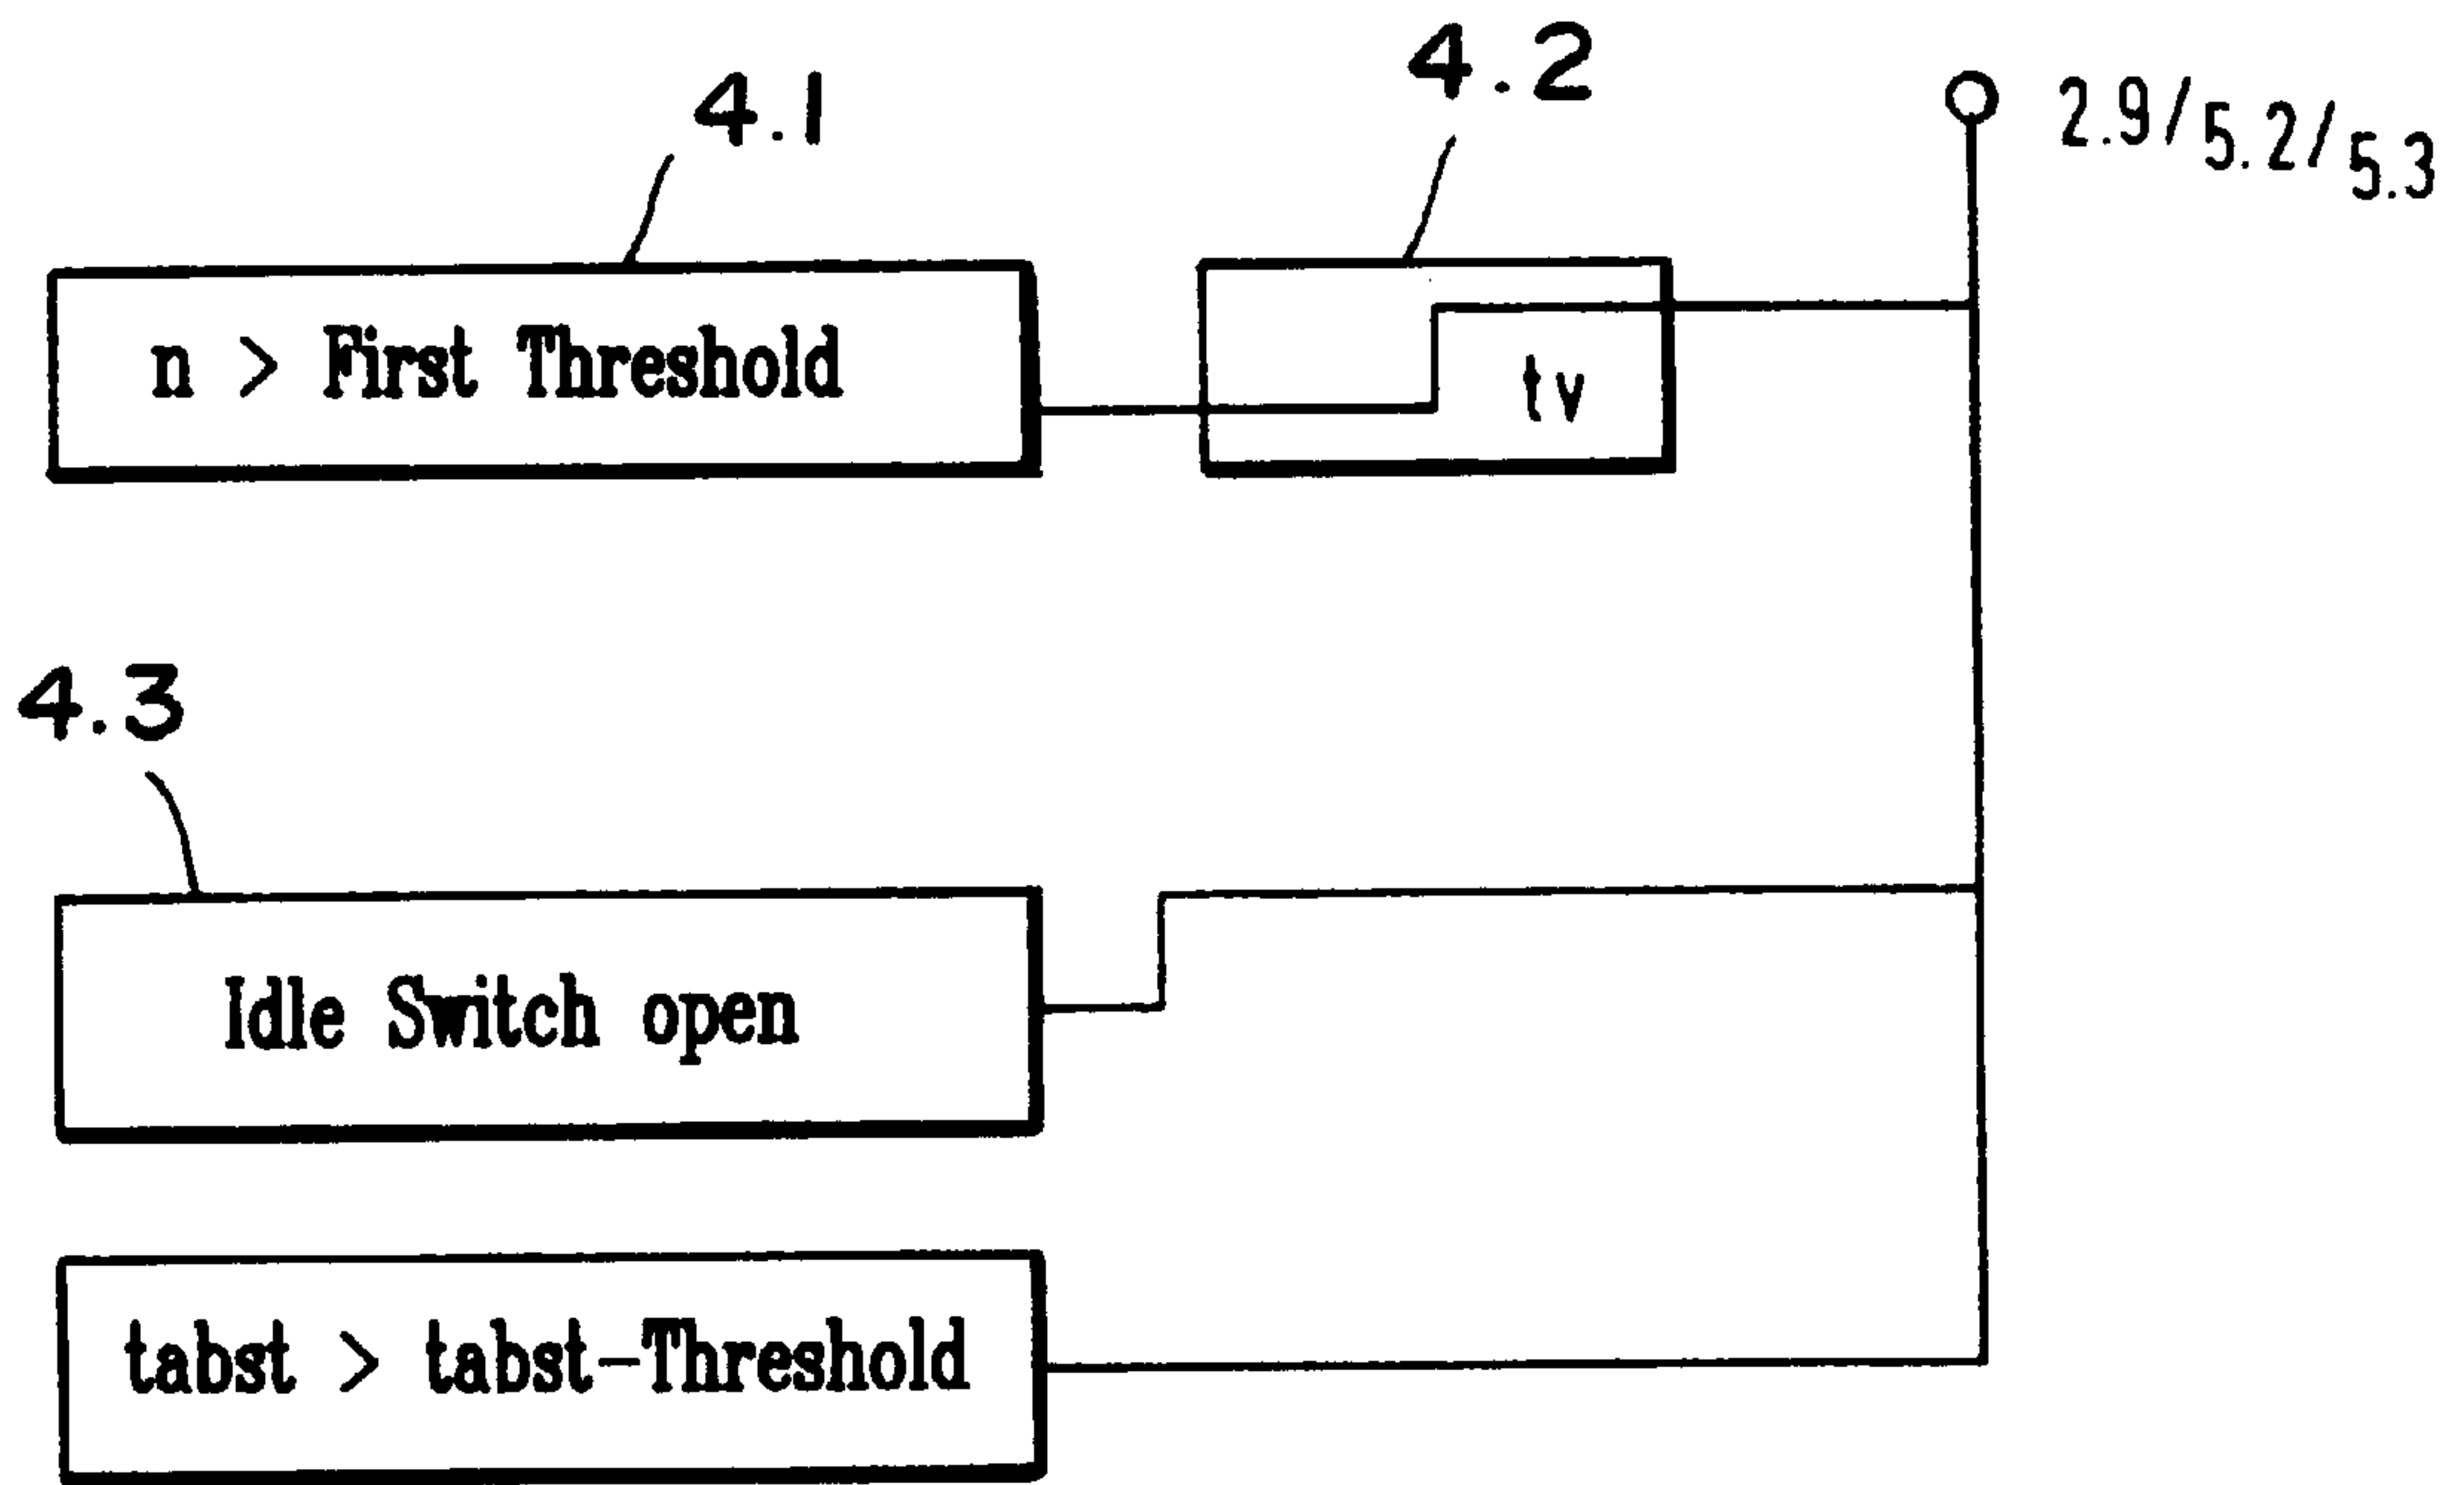 4.1
4.2
2.9/5.2/5.3
n > First Threshold
tv
4.3
Idle Switch open
tabst > tabst-Threshold